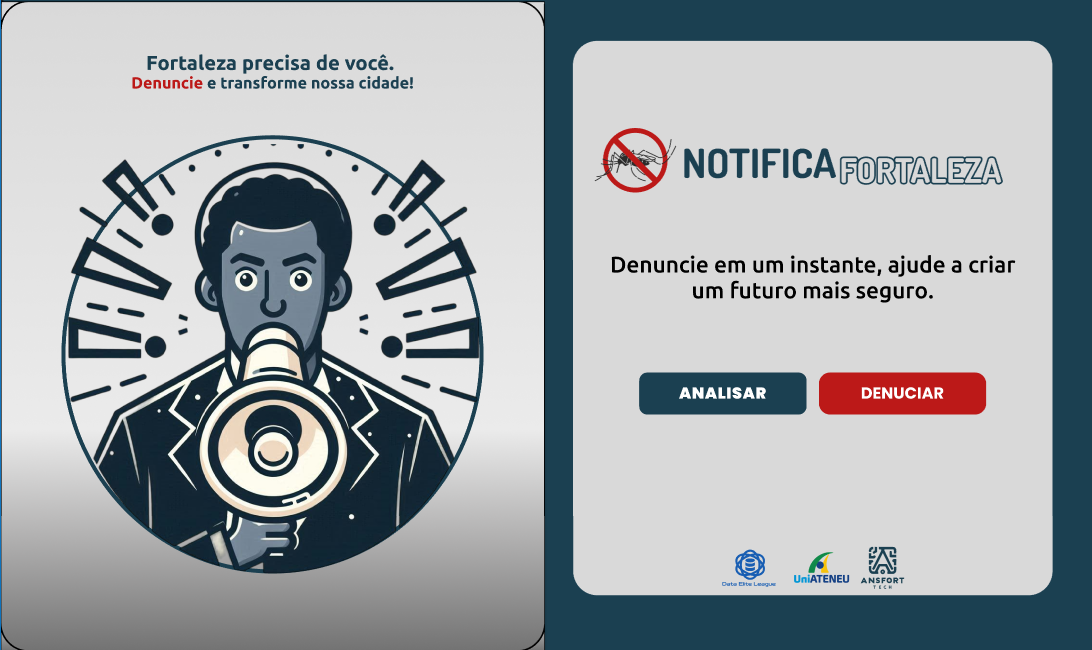 Fortaleza precisa de você.
Denuncie e transforme nossa cidade!
NOTIFICA FORTALEZA
Denuncie em um instante, ajude a criar
um futuro mais seguro.
ANALISAR
DENUCIAR
Data Elite League
UniATENEU
ANSFORT
TECH